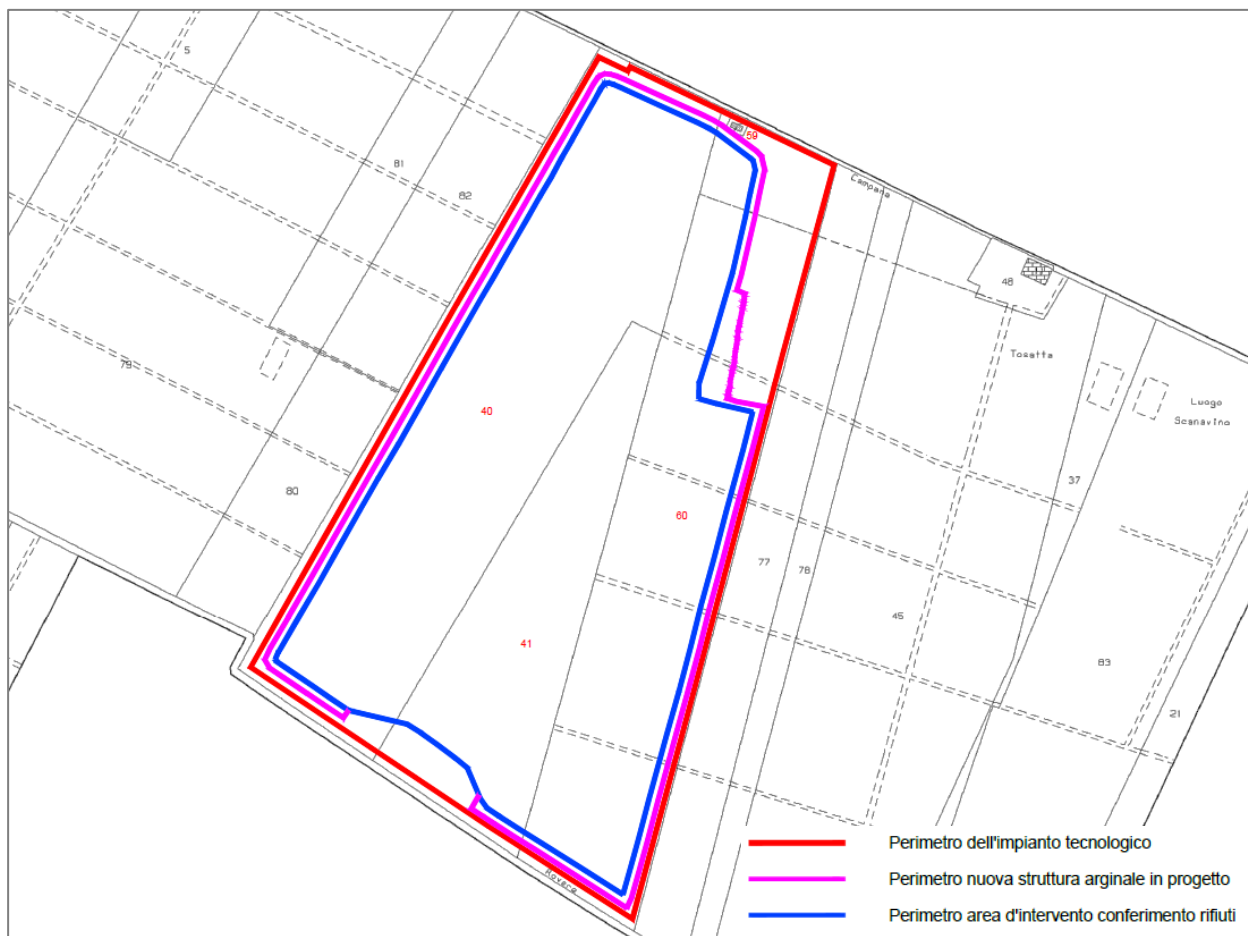 5
59
81
82
Campana
48
Tosatta
79
Luogo
Scanavino
40
37
80
60
77
78
45
41
83
21
Rovere
Perimetro dell'impianto tecnologico
Perimetro nuova struttura arginale in progetto
Perimetro area d'intervento conferimento rifiuti